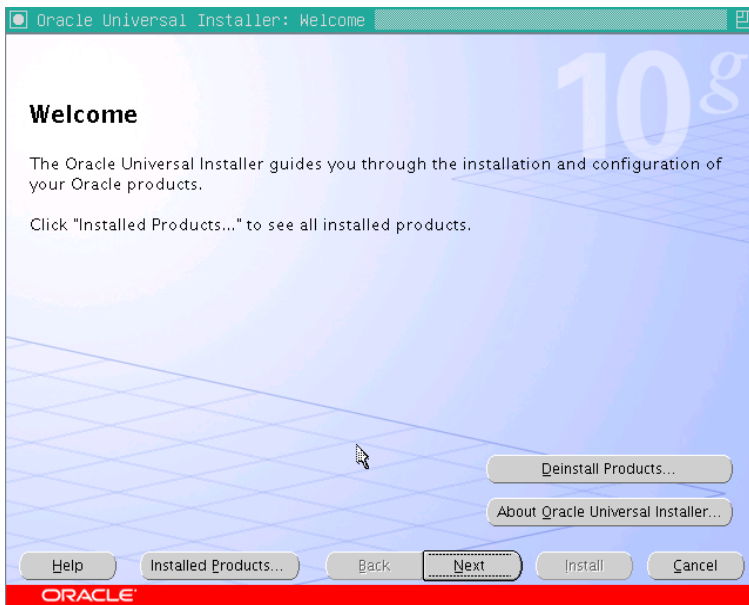 Oracle Universal Installer: Welcome
10g
Welcome
The Oracle Universal Installer guides you through the installation and configuration of
your Oracle products.
Click "Installed Products..." to see all installed products.
Deinstall Products...
About Oracle Universal Installer...
Help Installed Products... Back Next Install Cancel
ORACLE